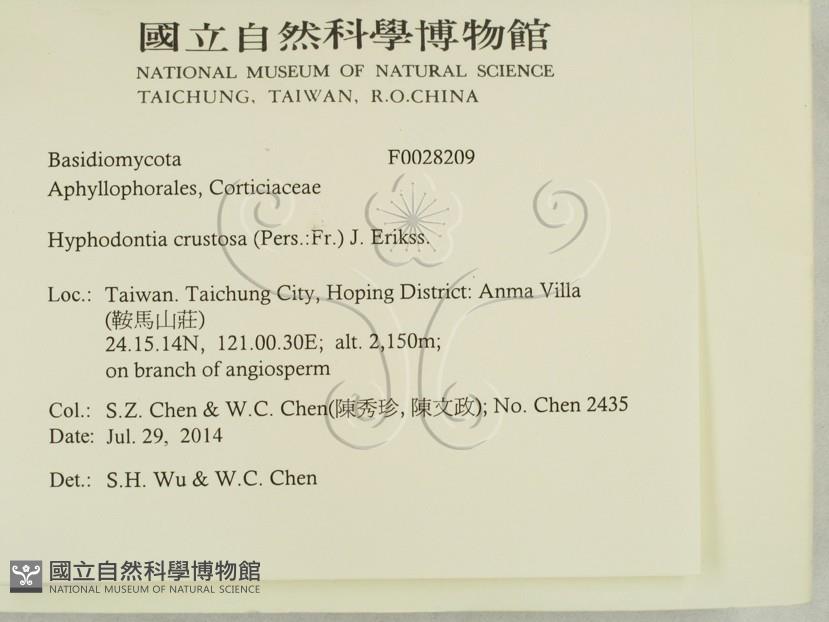 國立自然科學博物館
NATIONAL MUSEUM OF NATURAL SCIENCE
TAICHUNG, TAIWAN, R.O.CHINA
Basidiomycota F0028209
Aphyllophorales, Corticiaceae
Hyphodontia crustosa (Pers.:Fr.) J. Erikss.
Loc.: Taiwan. Taichung City, Hoping District: Anma Villa
(鞍馬山莊)
24.15.14N, 121.00.30E; alt. 2,150m;
on branch of angiosperm
Col.: S.Z. Chen & W.C. Chen(陳秀珍, 陳文政); No. Chen 2435
Date: Jul. 29, 2014
Det.: S.H. Wu & W.C. Chen
國立自然科學博物館
NATIONAL MUSEUM OF NATURAL SCIENCE